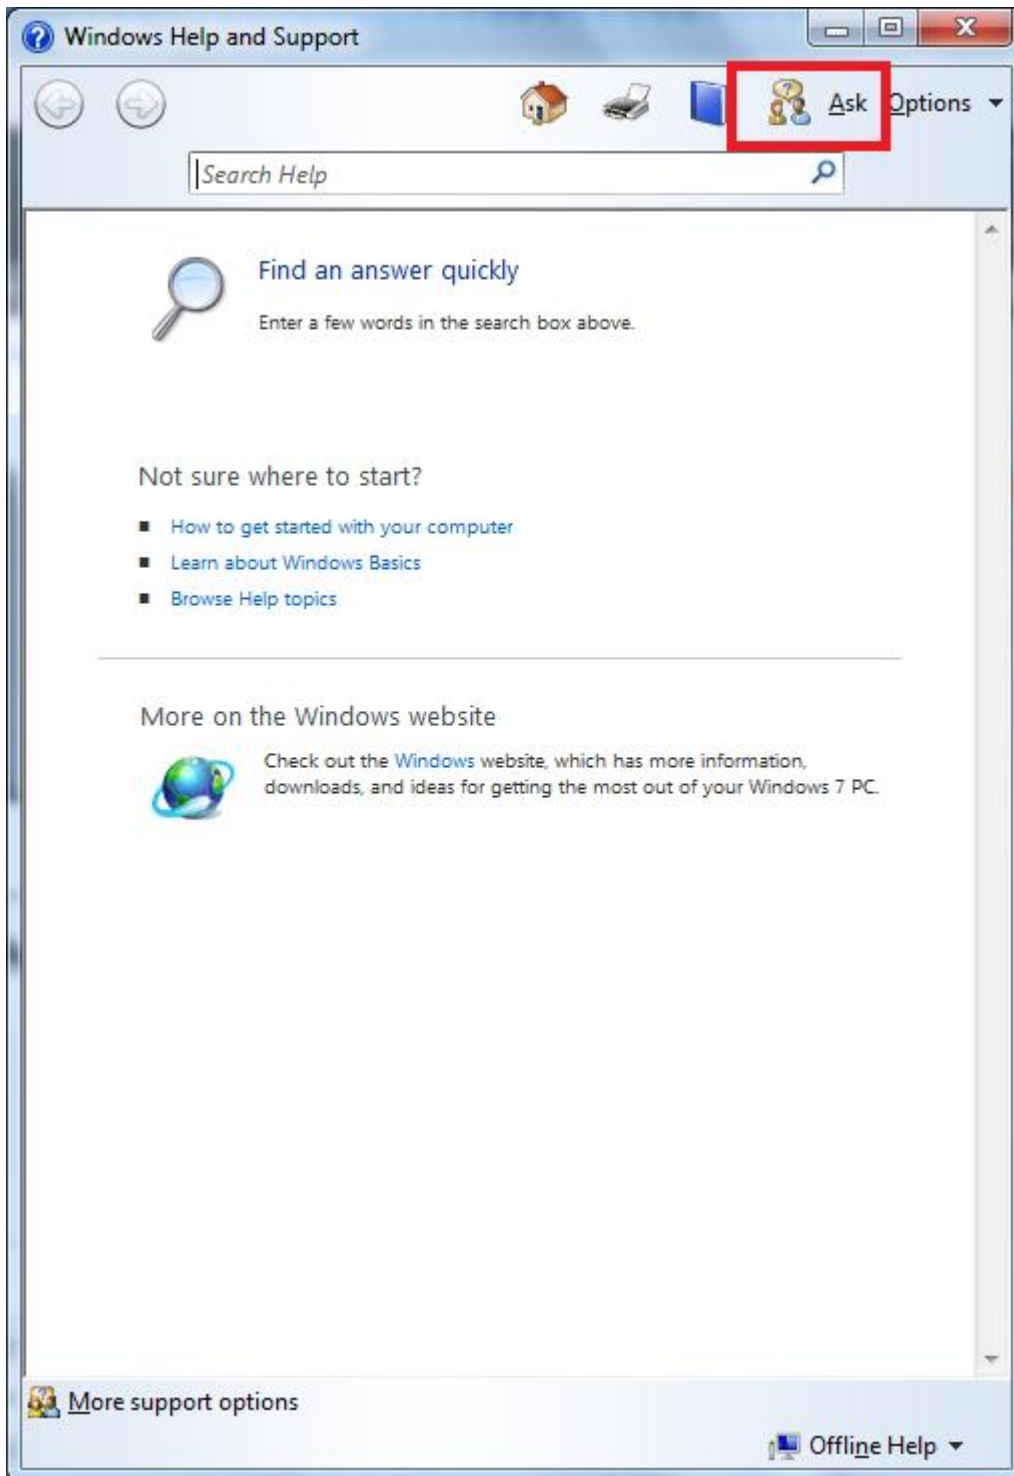 Windows Help and Support
Ask Options
Search Help
Find an answer quickly
Enter a few words in the search box above.
Not sure where to start?
How to get started with your computer
Learn about Windows Basics
Browse Help topics
More on the Windows website
Check out the Windows website, which has more information,
downloads, and ideas for getting the most out of your Windows 7 PC.
More support options
Offline Help